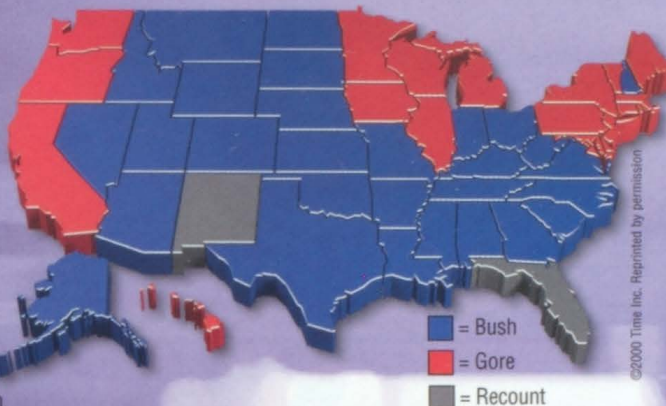 = Bush
= Gore
= Recount
©2000 Time Inc. Reprinted by permission